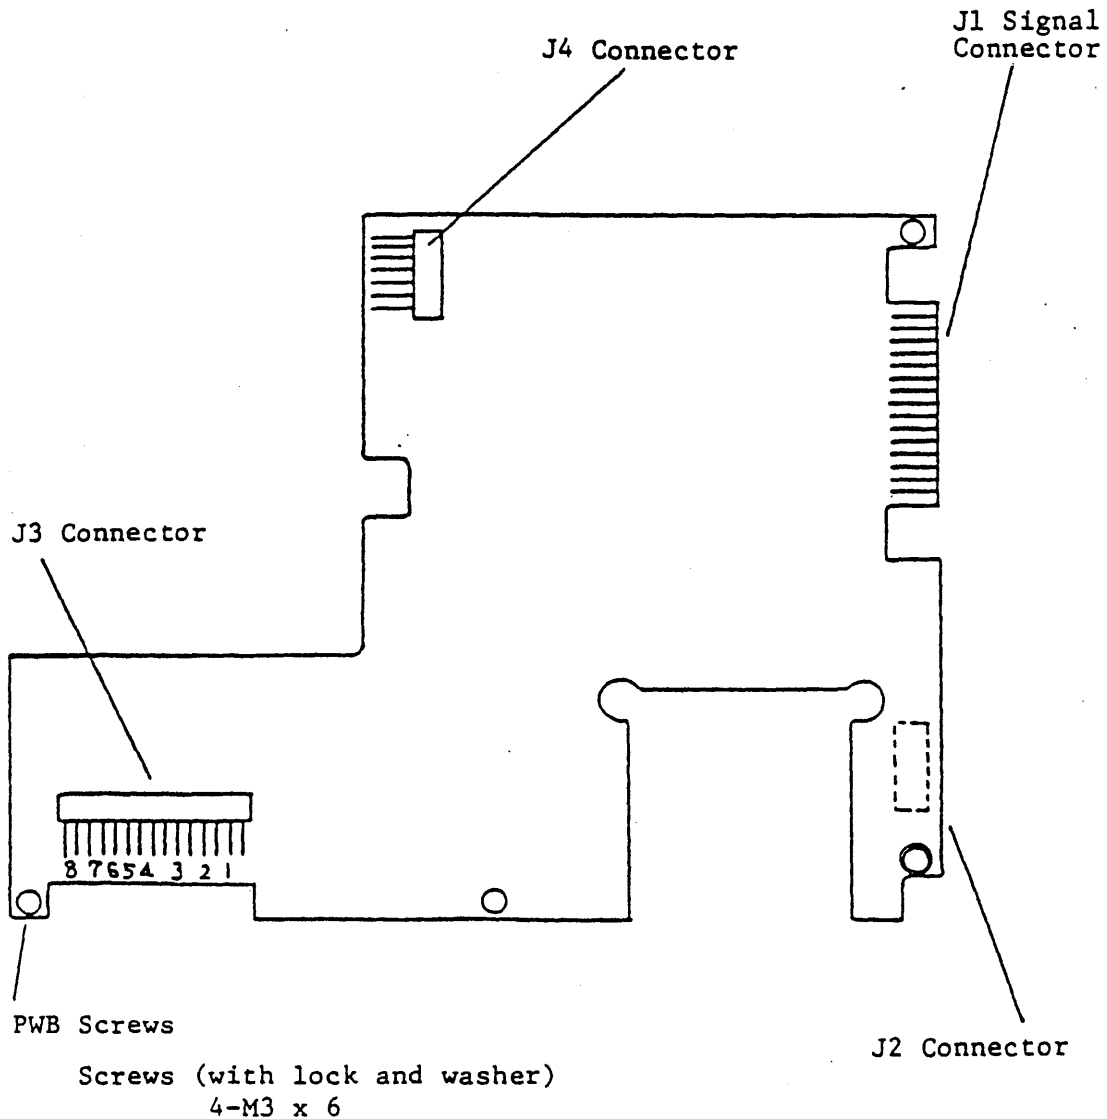 J1 Signal
Connector
J4 Connector
J3 Connector
8 7 6 5 4 3 2 1
PWB Screws
J2 Connector
Screws (with lock and washer)
4-M3 x 6